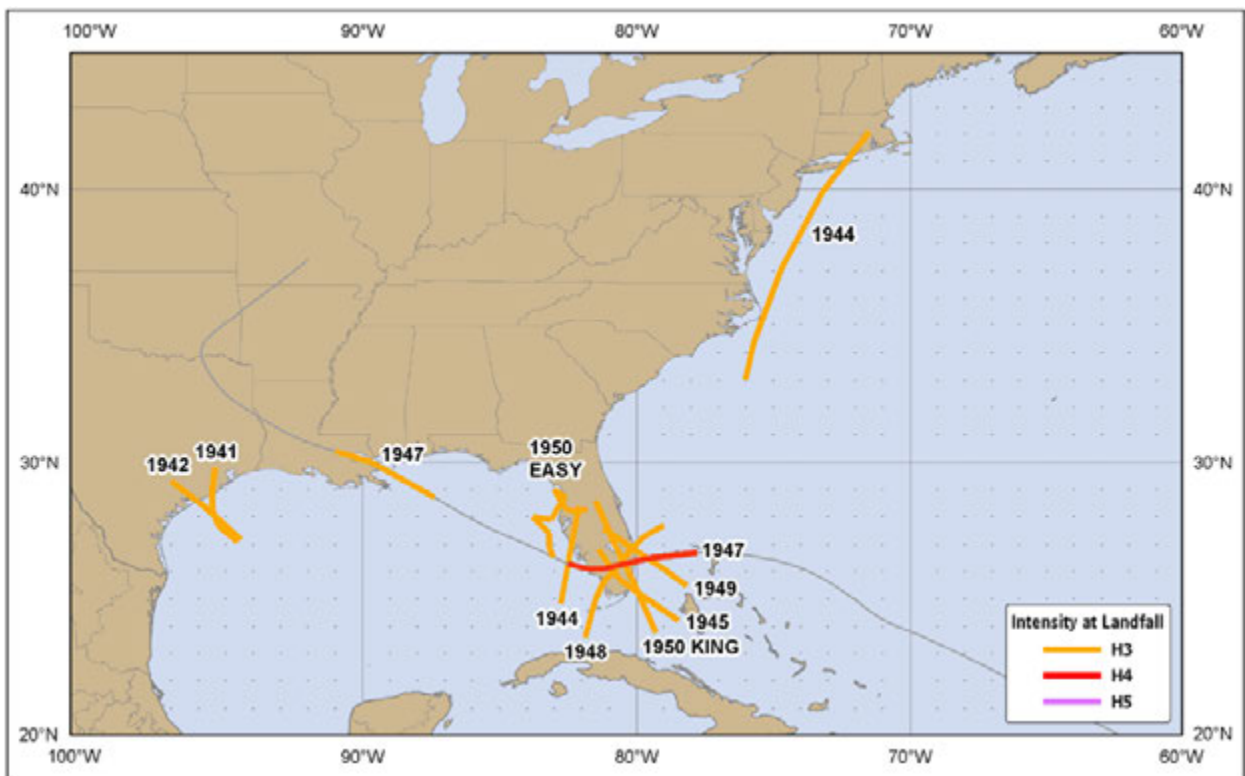 100°W 90°W 80°W 70°W 60°W
40°N 40°N
1944
1950
EASY
1941
1942
1947
30°N 30°N
1947
1949
1944
1945
1948
1950 KING
Intensity at Landfall
H3
H4
H5
20°N 20°N
100°W 90°W 80°W 70°W 60°W